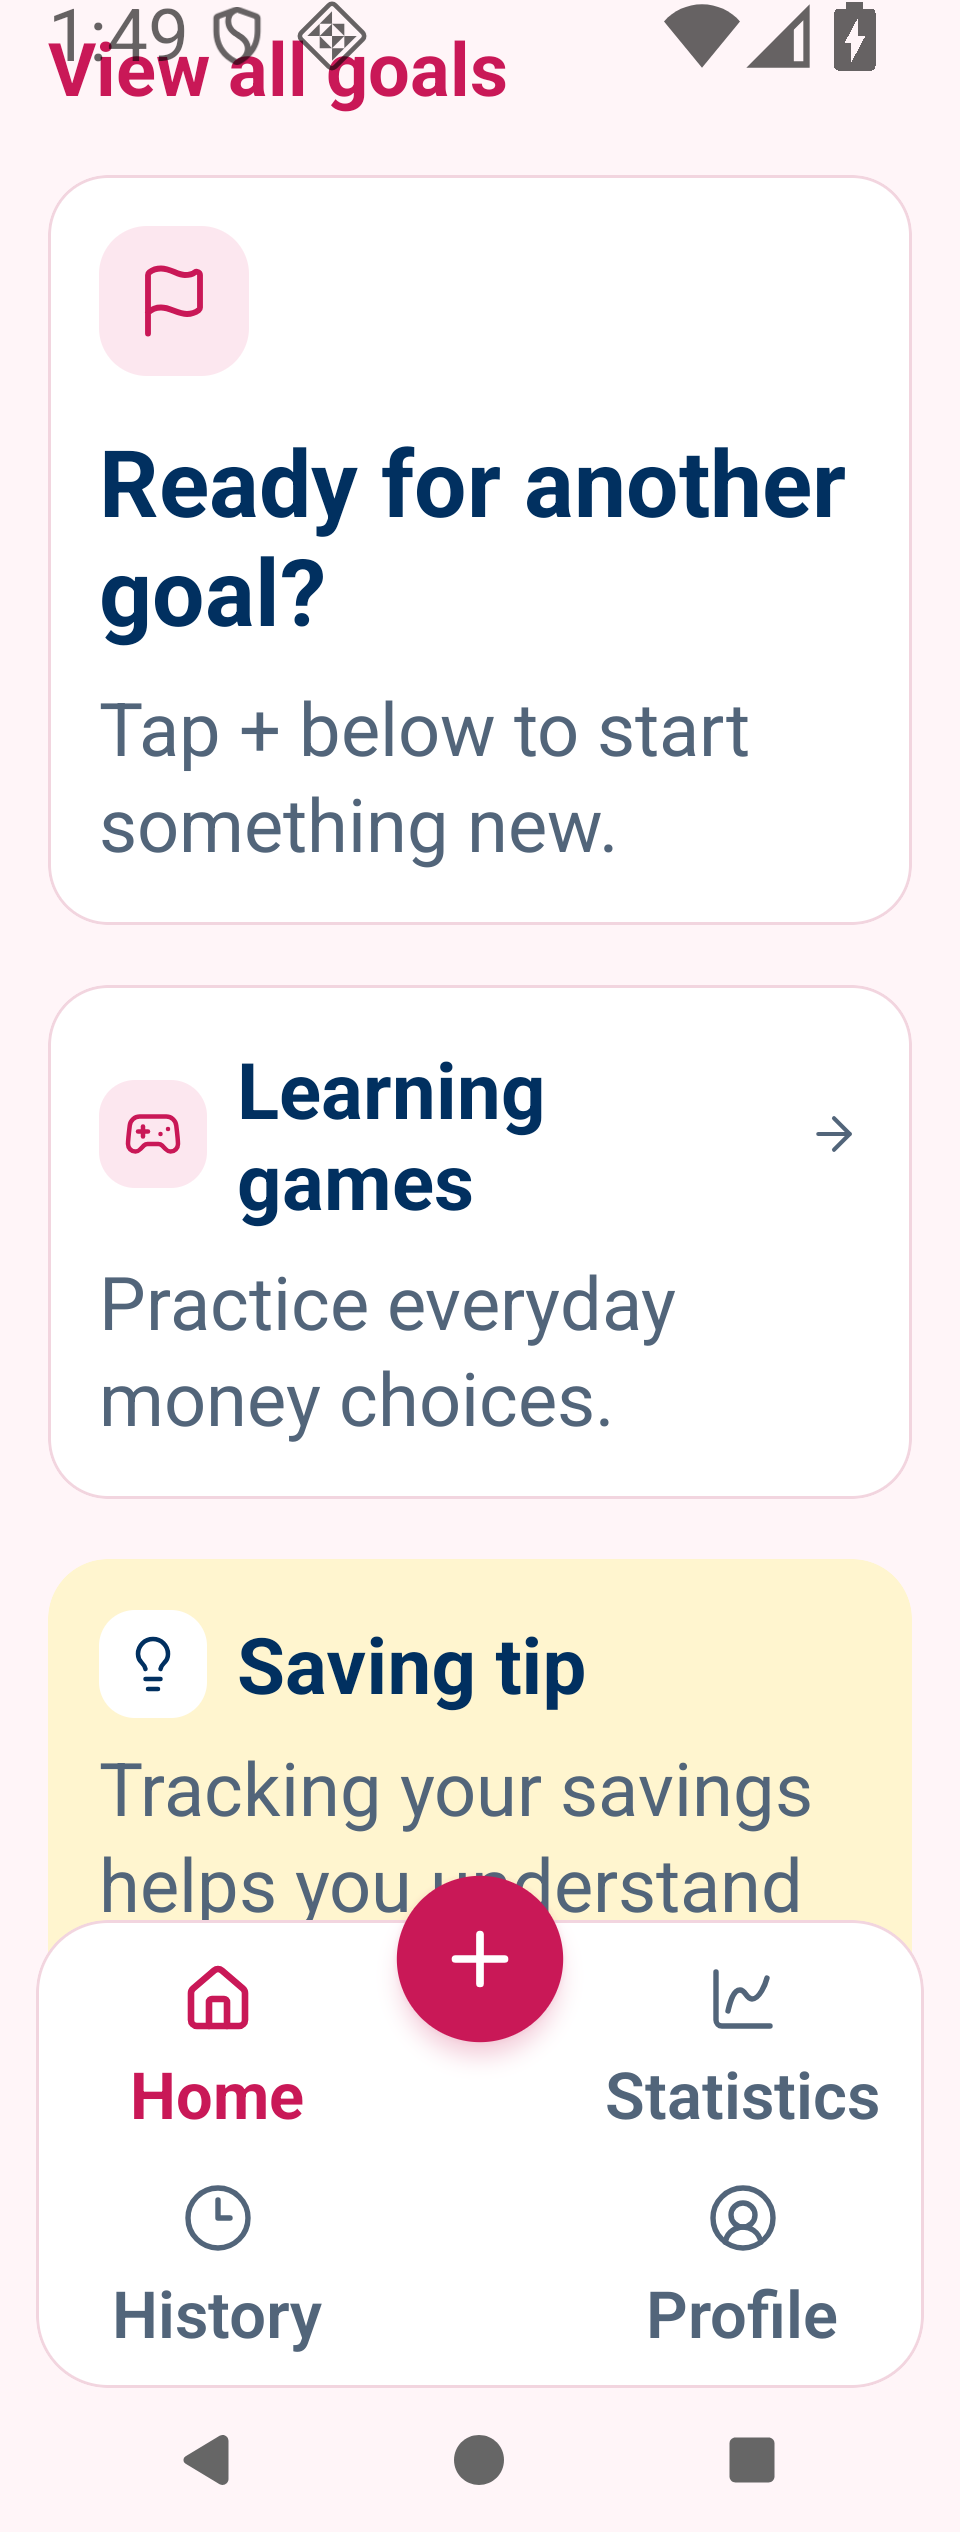 1:49
View all goals
Ready for another
goal?
Tap + below to start
something new.
Learning
games
Practice everyday
money choices.
Saving tip
Tracking your savings
helps you understand
Home
Statistics
History
Profile